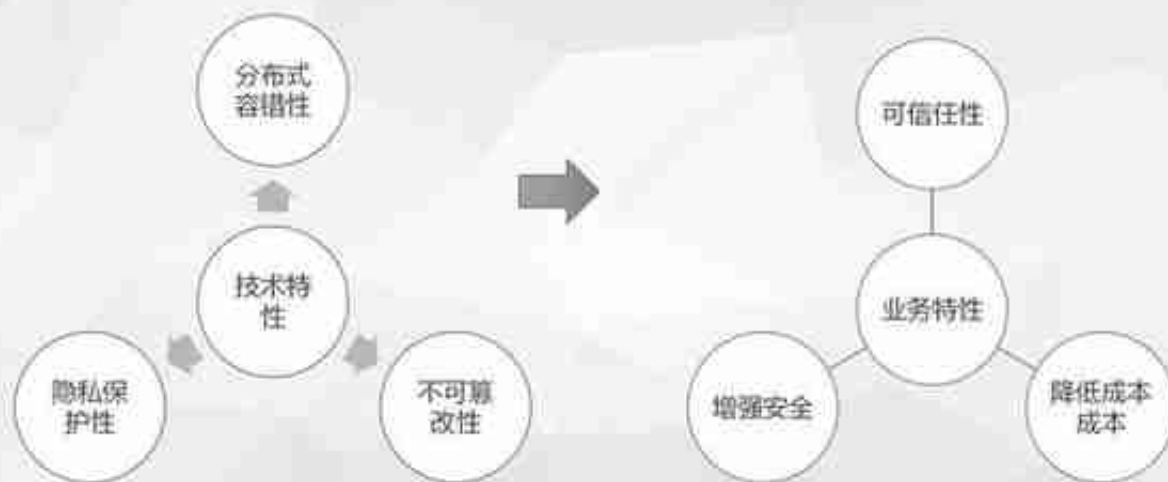 分布式
容错性
技术特
性
隐私保
护性
不可篡
改性
可信任性
业务特性
增强安全
降低成本
成本